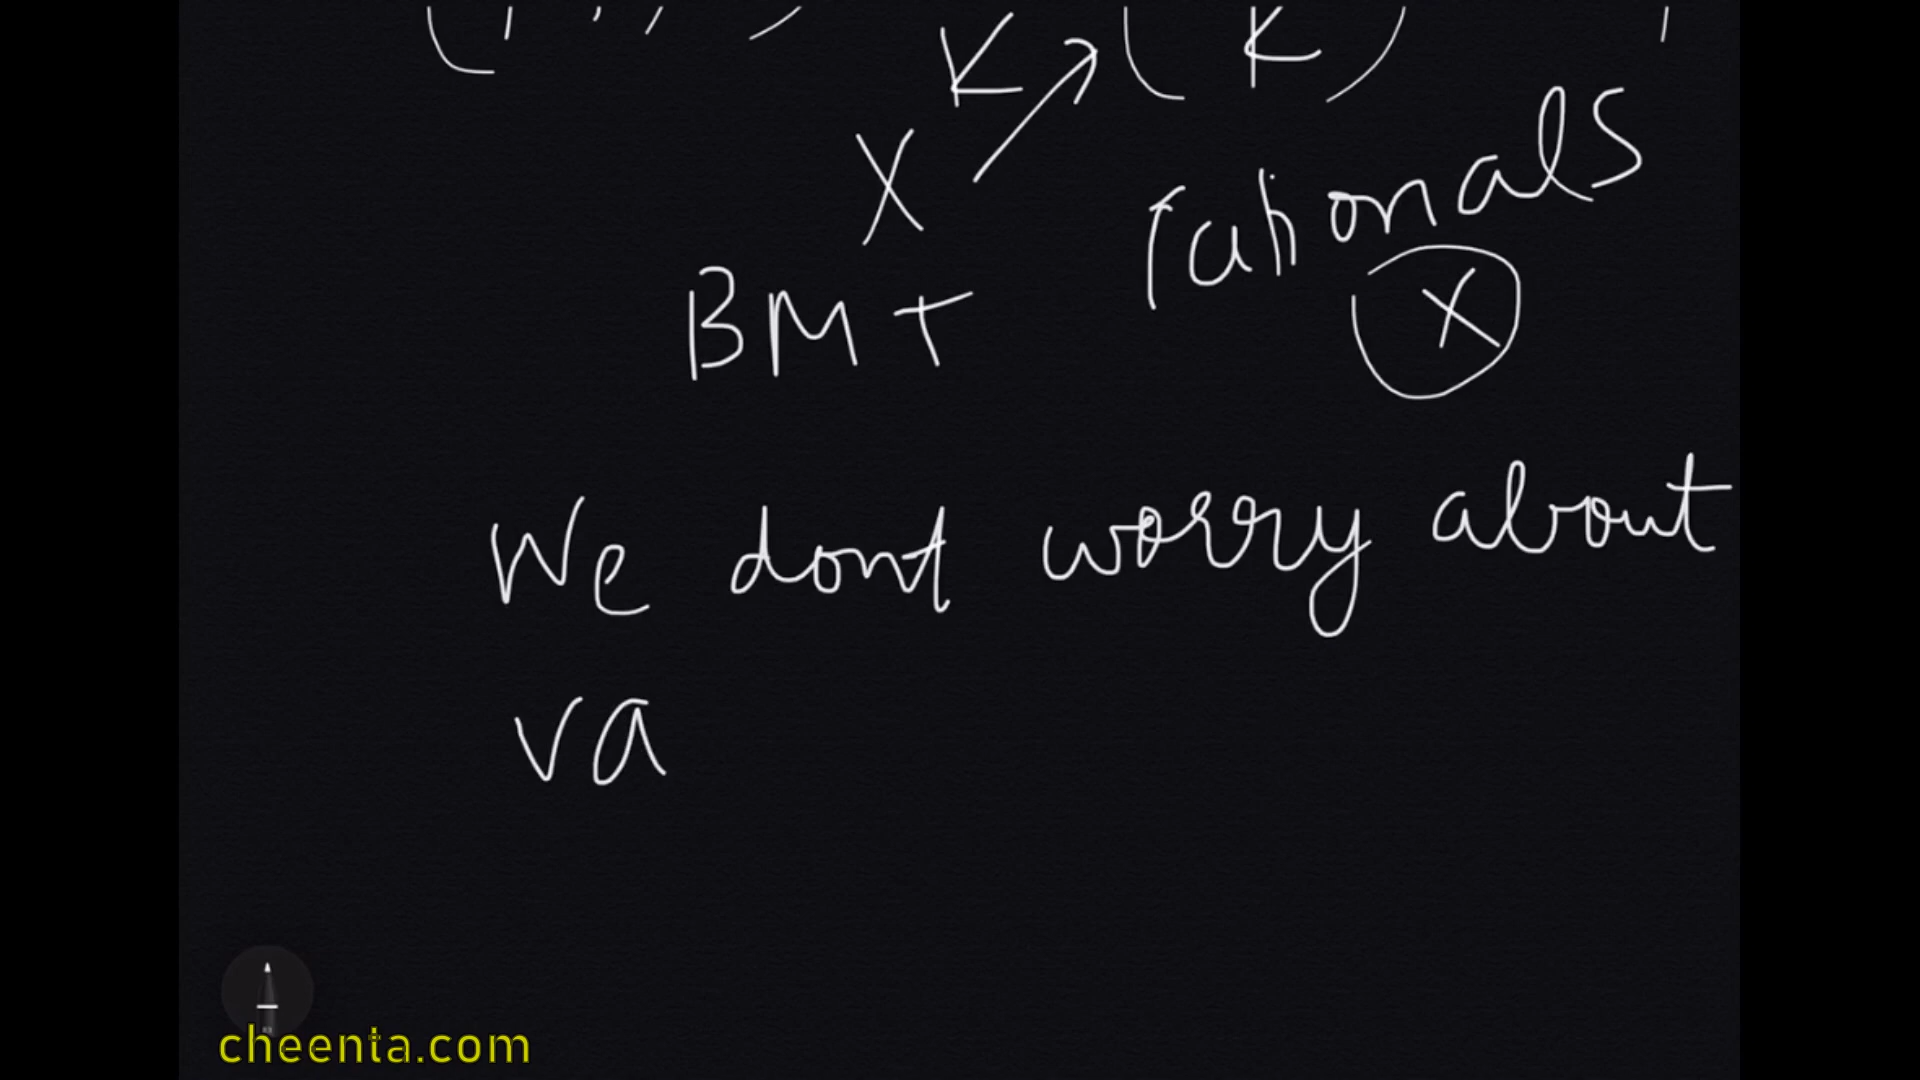 K → ( K )
X rationals
BMT X
We dont worry about
va
cheenta.com